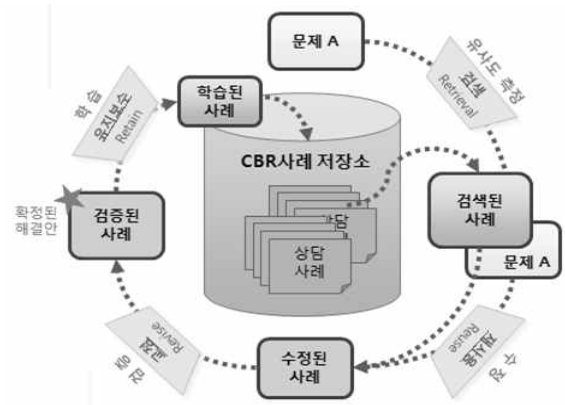 문제 A
유사도 측정
검색
Retrieval
학습
유지보수
Retain
학습된
사례
CBR사례 저장소
상담
상담
사례
검색된
사례
문제 A
확정된
해결안
검증된
사례
재사용
Reuse
수정
수정된
사례
교정
Revise
검증